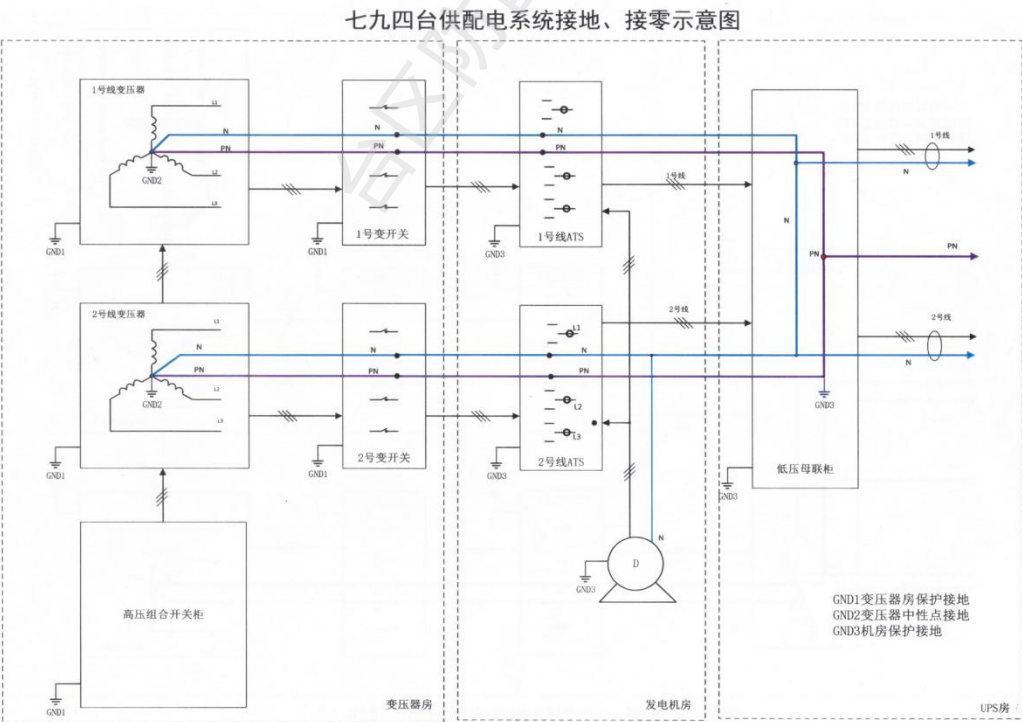 七九四台供配电系统接地、接零示意图
台区防
1号线变压器
L1
N
PN
L2
GND2
L3
GND1
N
PN
1号变开关
GND1
N
PN
1号线ATS
GND3
1号线
1号线
N
N
PN
PN
2号线变压器
L1
N
PN
L2
GND2
L3
GND1
N
PN
2号变开关
GND1
L1
N
PN
L2
L3
2号线ATS
GND3
2号线
2号线
N
GND3
低压母联柜
GND3
N
D
GND3
高压组合开关柜
GND1
GND1变压器房保护接地
GND2变压器中性点接地
GND3机房保护接地
变压器房
发电机房
UPS房